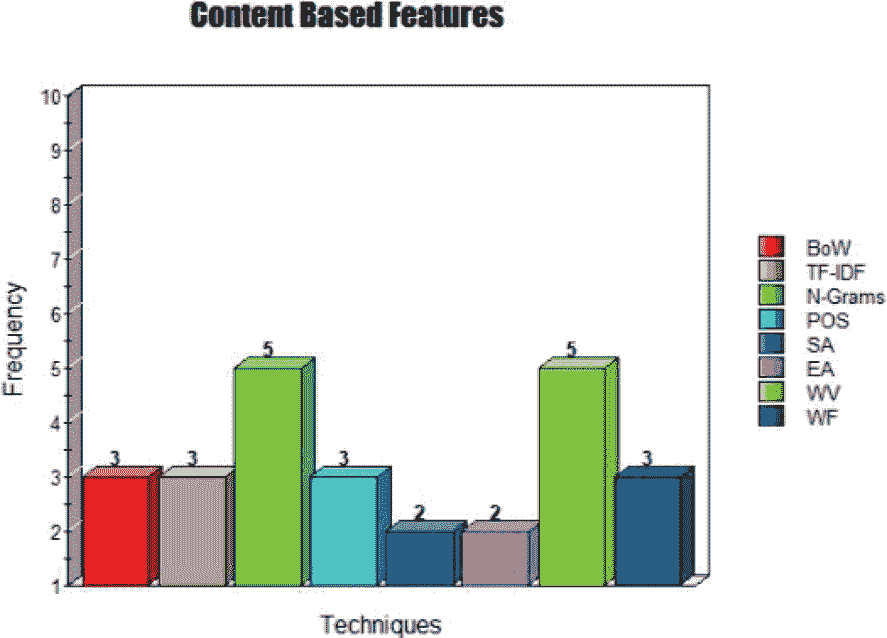 Content Based Features
10
9
8
7
6
5
4
3
2
1
Frequency
3
3
5
3
2
2
5
3
Techniques
BoW
TF-IDF
N-Grams
POS
SA
EA
WV
WF